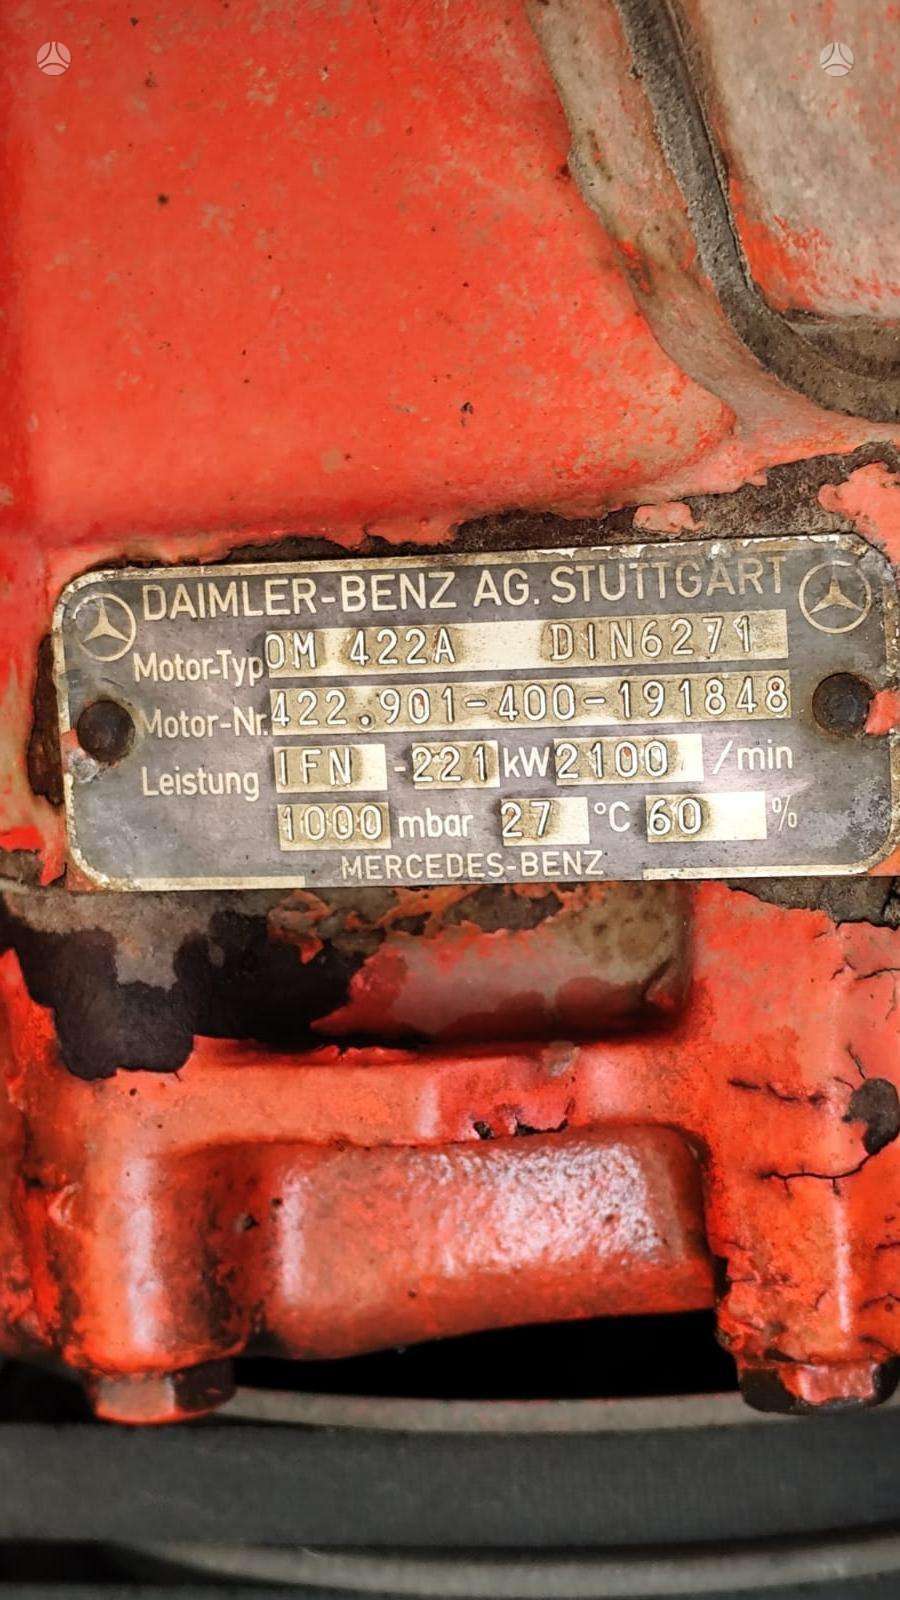 DAIMLER-BENZ AG. STUTTGART
Motor-Typ OM 422A DIN6271
Motor-Nr. 422.901-400-191848
Leistung IFN -221 kW 2100 /min
1000 mbar 27 °C 60 %
MERCEDES-BENZ